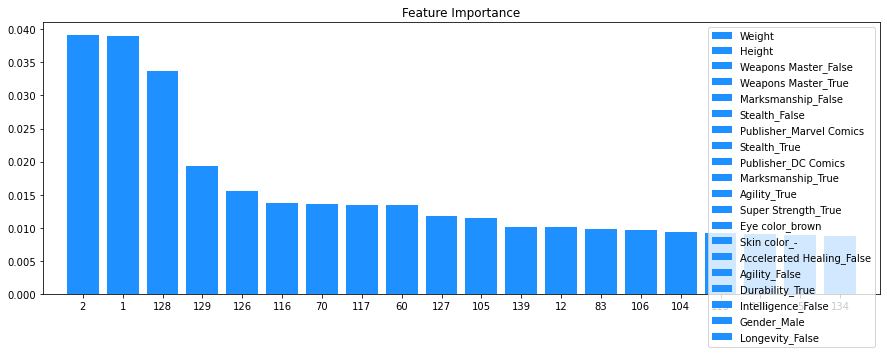 Feature Importance
0.040
0.035
0.030
0.025
0.020
0.015
0.010
0.005
0.000
2 1 128 129 126 116 70 117 60 127 105 139 12 83 106 104 134
Weight
Height
Weapons Master_False
Weapons Master_True
Marksmanship_False
Stealth_False
Publisher_Marvel Comics
Stealth_True
Publisher_DC Comics
Marksmanship_True
Agility_True
Super Strength_True
Eye color_brown
Skin color_-
Accelerated Healing_False
Agility_False
Durability_True
Intelligence_False
Gender_Male
Longevity_False